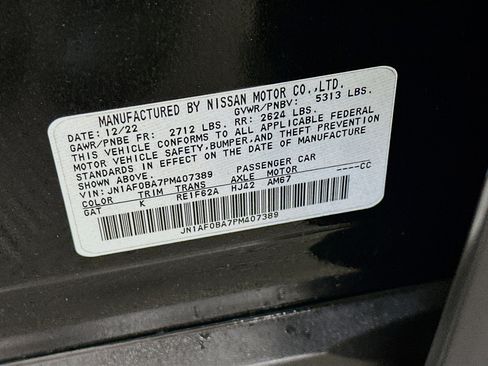 MANUFACTURED BY NISSAN MOTOR CO.,LTD.
DATE: 12/22 GVWR/PNBV: 5313 LBS.
GAWR/PNBE FR: 2712 LBS. RR: 2624 LBS.
THIS VEHICLE CONFORMS TO ALL APPLICABLE FEDERAL
MOTOR VEHICLE SAFETY,BUMPER,AND THEFT PREVENTION
STANDARDS IN EFFECT ON THE DATE OF MANUFACTURE
SHOWN ABOVE.
VIN: JN1AF0BA7PM407389 PASSENGER CAR
COLOR TRIM TRANS AXLE MOTOR ----CC
GAT K RE1F62A HJ42 AM67
JN1AF0BA7PM407389